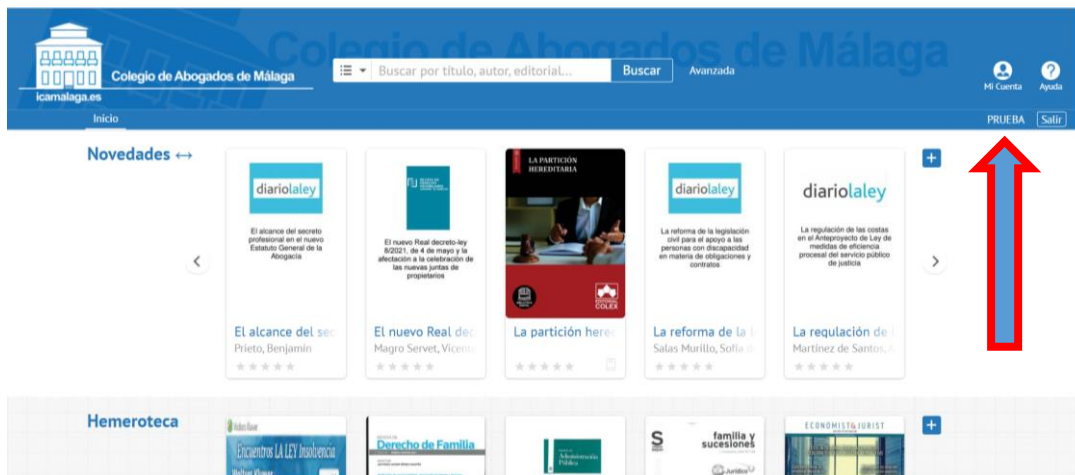 Colegio de Abogados de Málaga
Colegio de Abogados de Málaga
icamalaga.es
Buscar por título, autor, editorial...
Buscar
Avanzada
Mi Cuenta
Ayuda
Inicio
PRUEBA
Salir
Novedades ↔
diariolaley
El alcance del secreto
profesional en el nuevo
Estatuto General de la
Abogacía
El alcance del sec
Prieto, Benjamín
El nuevo Real decreto-ley
8/2021, de 4 de mayo y la
afectación a la celebración de
las nuevas juntas de
propietarios
El nuevo Real dec
Magro Servet, Vicente
LA PARTICIÓN
HEREDITARIA
COLEX
La partición here
diariolaley
La reforma de la legislación
civil para el apoyo a las
personas con discapacidad
en materia de obligaciones y
contratos
La reforma de la l
Salas Murillo, Sofía d
diariolaley
La regulación de las costas
en el Anteproyecto de Ley de
medidas de eficiencia
procesal del servicio público
de justicia
La regulación de
Martínez de Santos, A
Hemeroteca
Encuentros LA LEY Insolvencia
Wolters Kluwer
Derecho de Familia
Administración
Pública
S
familia y
sucesiones
Jurídico
ECONOMIST & JURIST